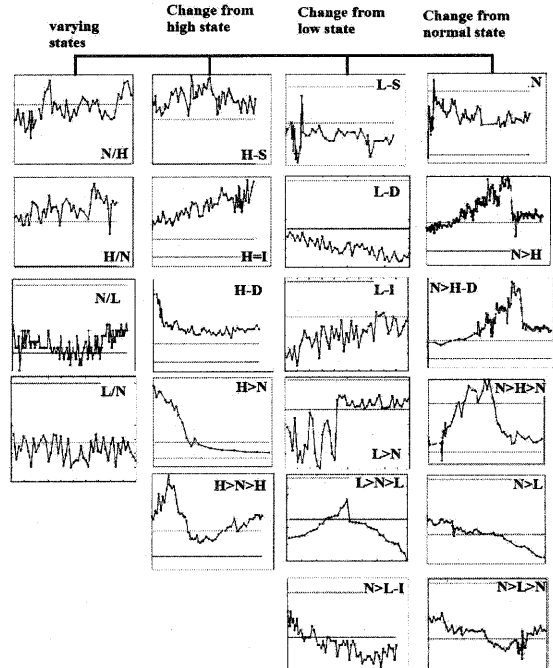 varying
states
Change from
high state
Change from
low state
Change from
normal state
N/H
H-S
L-S
N
H/N
H=I
L-D
N>H
N/L
H-D
L-I
N>H-D
L/N
H>N
L>N
N>H>N
H>N>H
L>N>L
N>L
N>L-I
N>L>N